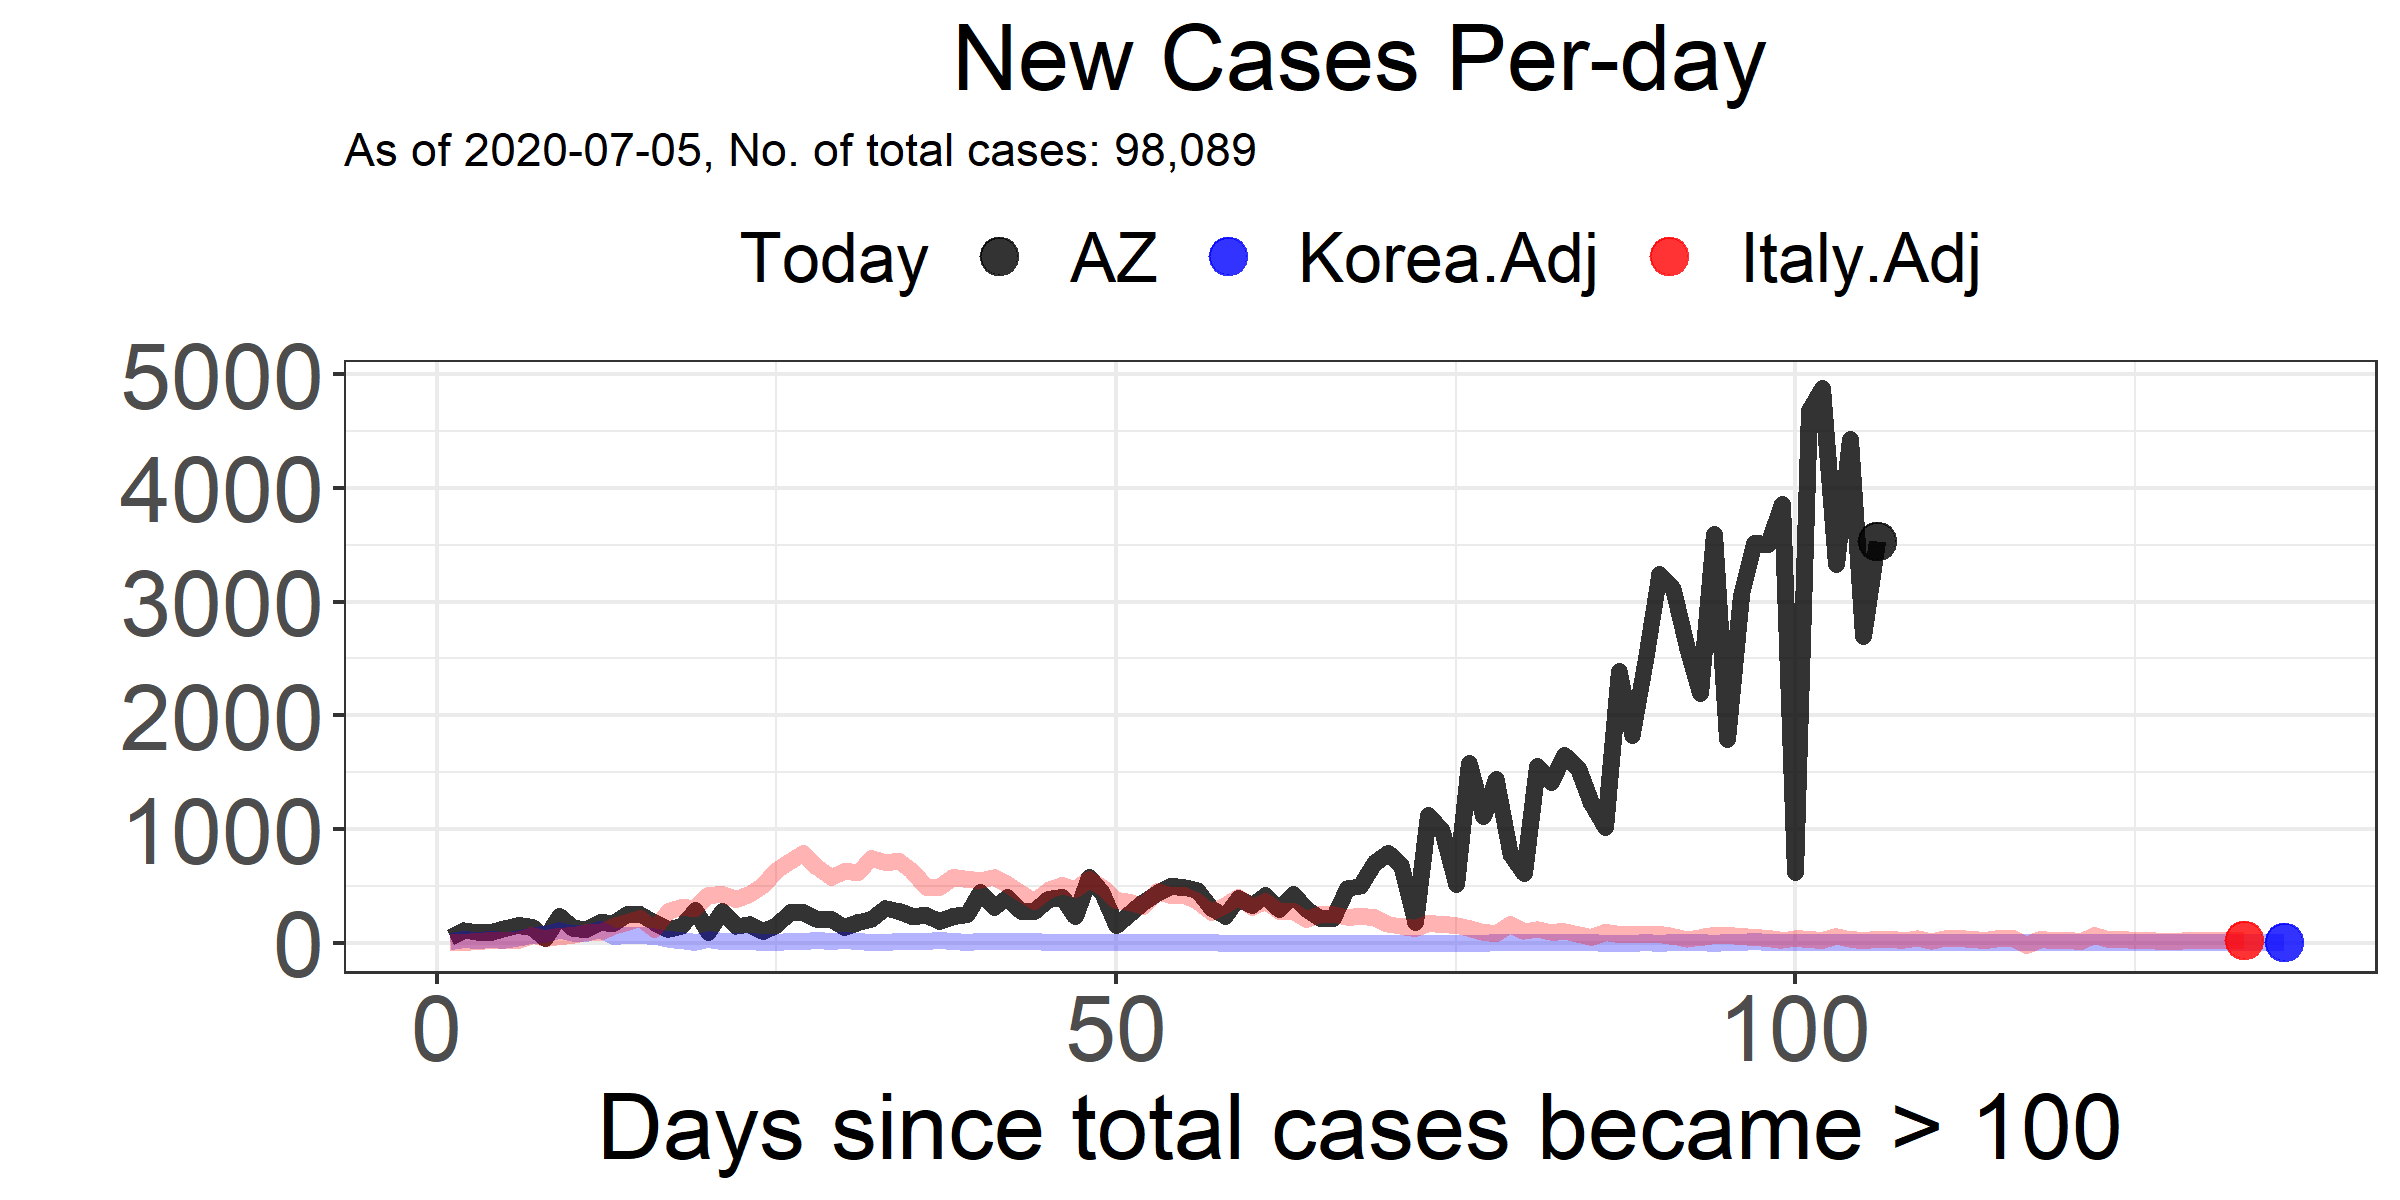 New Cases Per-day
As of 2020-07-05, No. of total cases: 98,089
Today AZ Korea.Adj Italy.Adj
5000
4000
3000
2000
1000
0
0 50 100
Days since total cases became > 100